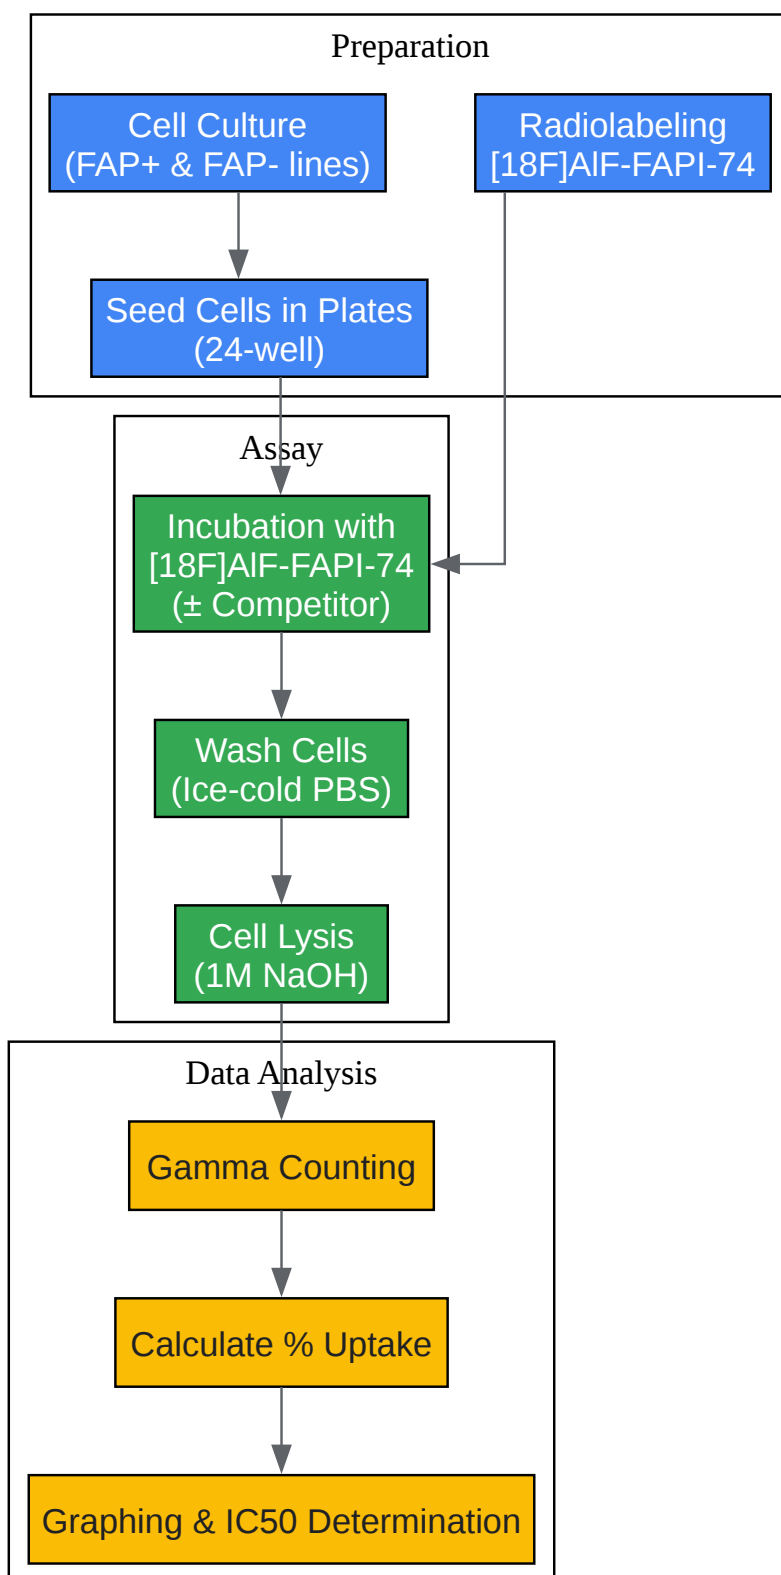 Preparation
Cell Culture
(FAP+ & FAP- lines)
Radiolabeling
[18F]AlF-FAPI-74
Seed Cells in Plates
(24-well)
Assay
Incubation with
[18F]AlF-FAPI-74
(± Competitor)
Wash Cells
(Ice-cold PBS)
Cell Lysis
(1M NaOH)
Data Analysis
Gamma Counting
Calculate % Uptake
Graphing & IC50 Determination